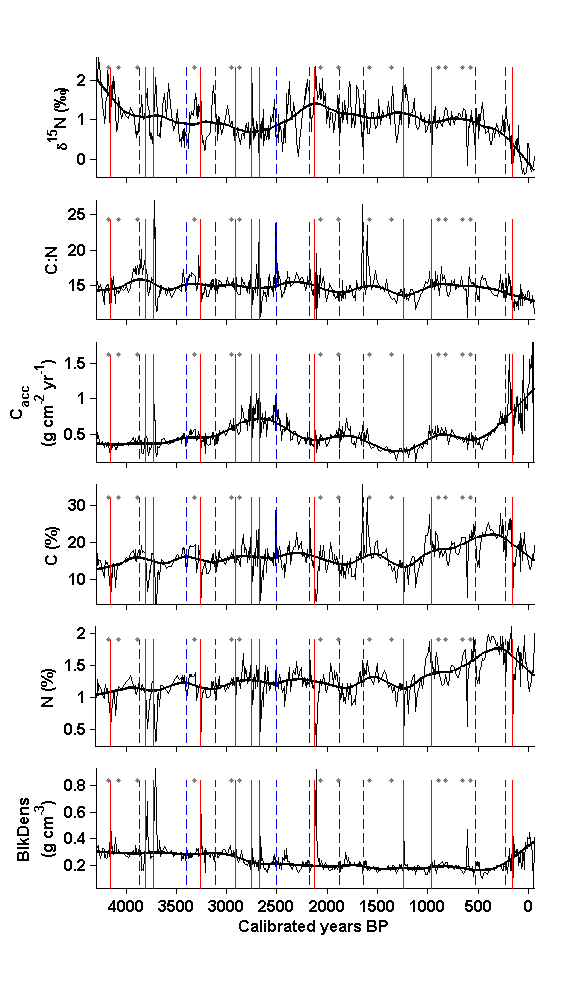 2
1
0
δ¹⁵N (‰)
25
20
15
C:N
1.5
1
0.5
C_acc
(g cm⁻² yr⁻¹)
30
20
10
C (%)
2
1.5
1
0.5
N (%)
0.8
0.6
0.4
0.2
BlkDens
(g cm⁻³)
4000 3500 3000 2500 2000 1500 1000 500 0
Calibrated years BP